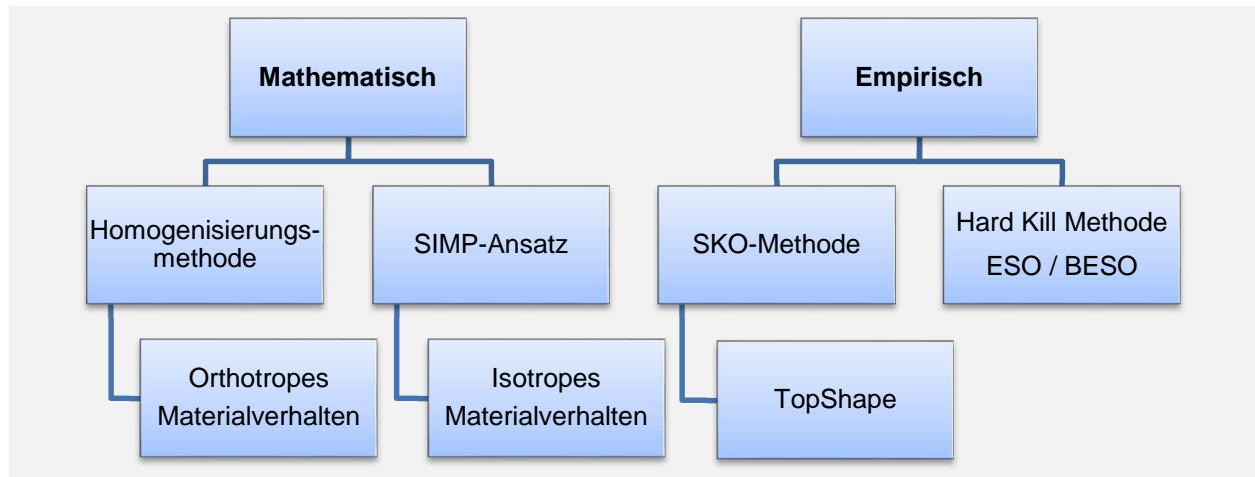 Mathematisch
Empirisch
Homogenisierungs-
methode
SIMP-Ansatz
SKO-Methode
Hard Kill Methode
ESO / BESO
Orthotropes
Materialverhalten
Isotropes
Materialverhalten
TopShape